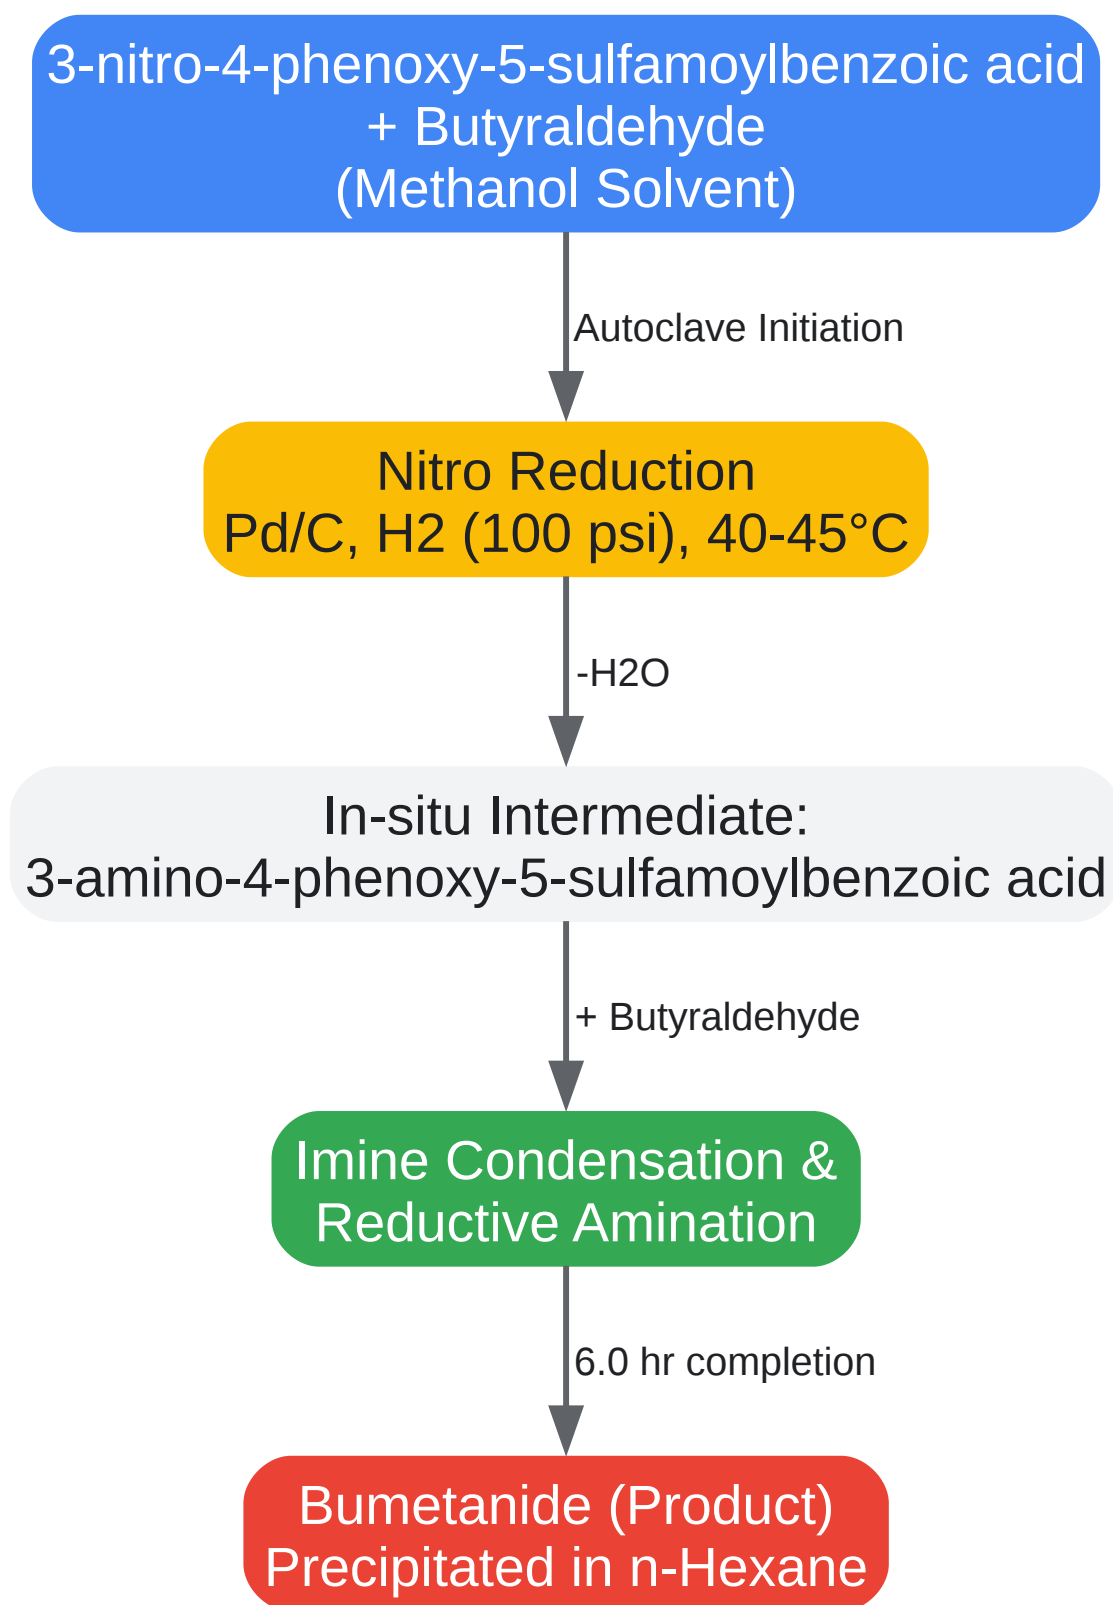 3-nitro-4-phenoxy-5-sulfamoylbenzoic acid
+ Butyraldehyde
(Methanol Solvent)
Autoclave Initiation
Nitro Reduction
Pd/C, H2 (100 psi), 40-45°C
-H2O
In-situ Intermediate:
3-amino-4-phenoxy-5-sulfamoylbenzoic acid
+ Butyraldehyde
Imine Condensation &
Reductive Amination
6.0 hr completion
Bumetanide (Product)
Precipitated in n-Hexane